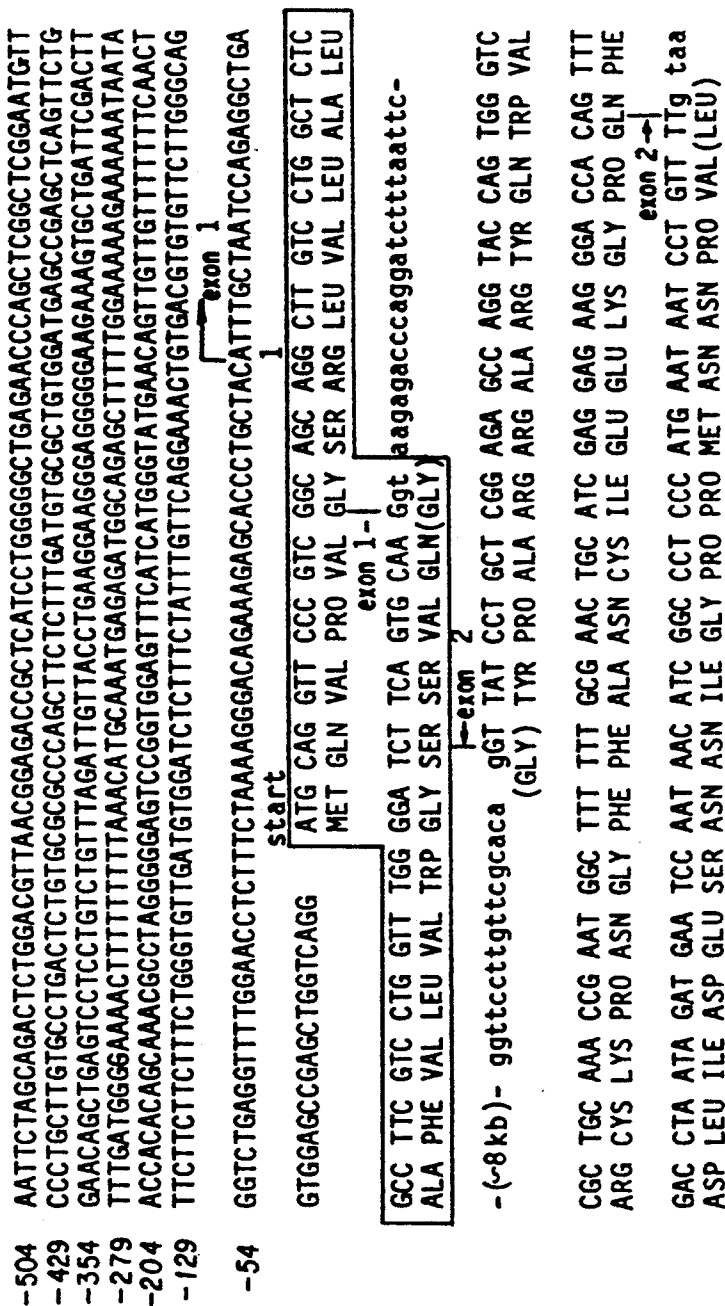 -504 AATTCTAGCAGACTCTGGACGTTAACGGAGACCGCTCATCCTGGGGGCTGAGAACCCAGCTCGGCTCGGAATGTT
-429 CCCTGCTTGTGCCTGACTCTGTGCGCGCCCAGCTTCTCTTTGATGTGCGCTGTGGATGAGCCGAGCTCAGTTCTG
-354 GAACAGCTGAGTCCTCCTGTCTGTTTAGATTGTTACCTGAAGGAAGGGAGGGGGAAGAAAGTGCTGATTCGACTT
-279 TTTGATGGGGAAAACTTTTTTTTTTAAACATGCAAATGAGAGATGGCAGAGCTTTTTGGAAAAAGAAAAAATAATA
-204 ACCACACAGCAAACGCCTAGGGGGAGTCCGGTGGAGTTTCATCATGGGTATGAACAGTTGTTGTTTTTTTCAACT
-129 TTCTTCTTTCTGGGTGTTGATGTGGATCTCTTTCTATTTGTTCAGGAAACTGTGACGTGTGTTCTTGGGCAG
exon 1
-54 GGTCTGAGGTTTTGGAACCTCTTTCTAAAAGGGACAGAAAGAGCACCCTGCTACATTTGCTAATCCAGAGGCTGA
start 1
GTGGAGCCGAGCTGGTCAGG ATG CAG GTT CCC GTC GGC AGC AGG CTT GTC CTG GCT CTC
MET GLN VAL PRO VAL GLY SER ARG LEU VAL LEU ALA LEU
exon 1
GCC TTC GTC CTG GTT TGG GGA TCT TCA GTG CAA Ggt aagagacccaggatctttaattc-
ALA PHE VAL LEU VAL TRP GLY SER SER VAL GLN(GLY)
exon 2
-(~8kb)- ggttccttgttcgcaca gGT TAT CCT GCT CGG AGA GCC AGG TAC CAG TGG GTC
(GLY) TYR PRO ALA ARG ARG ALA ARG TYR GLN TRP VAL
CGC TGC AAA CCG AAT GGC TTT TTT GCG AAC TGC ATC GAG GAG AAG GGA CCA CAG TTT
ARG CYS LYS PRO ASN GLY PHE PHE ALA ASN CYS ILE GLU GLU LYS GLY PRO GLN PHE
exon 2
GAC CTA ATA GAT GAA TCC AAT AAC ATC GGC CCT CCC ATG AAT AAT CCT GTT TTg taa
ASP LEU ILE ASP GLU SER ASN ASN ILE GLY PRO PRO MET ASN ASN PRO VAL(LEU)